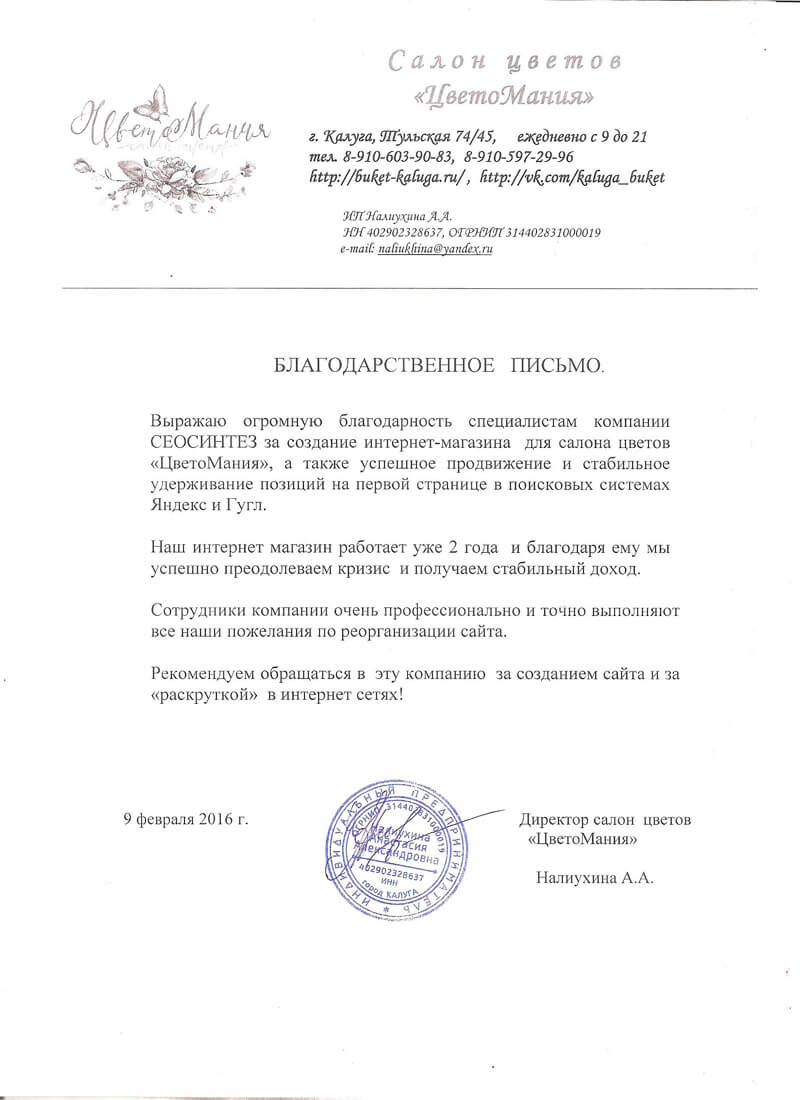 ЦветоМания
Салон цветов
«ЦветоМания»
г. Калуга, Тульская 74/45, ежедневно с 9 до 21
тел. 8-910-603-90-83, 8-910-597-29-96
http://buket-kaluga.ru/ , http://vk.com/kaluga_buket
ИП Налиухина А.А.
НН 402902328637, ОГРНИП 314402831000019
e-mail: naliukhina@yandex.ru
БЛАГОДАРСТВЕННОЕ ПИСЬМО.
Выражаю огромную благодарность специалистам компании
СЕОСИНТЕЗ за создание интернет-магазина для салона цветов
«ЦветоМания», а также успешное продвижение и стабильное
удерживание позиций на первой странице в поисковых системах
Яндекс и Гугл.
Наш интернет магазин работает уже 2 года и благодаря ему мы
успешно преодолеваем кризис и получаем стабильный доход.
Сотрудники компании очень профессионально и точно выполняют
все наши пожелания по реорганизации сайта.
Рекомендуем обращаться в эту компанию за созданием сайта и за
«раскруткой» в интернет сетях!
9 февраля 2016 г.
ИНДИВИДУАЛЬНЫЙ ПРЕДПРИНИМАТЕЛЬ
ОГРНИП 314402831000019
Налиухина
Анастасия
Александровна
402902328637
ИНН
город КАЛУГА
Директор салон цветов
«ЦветоМания»
Налиухина А.А.